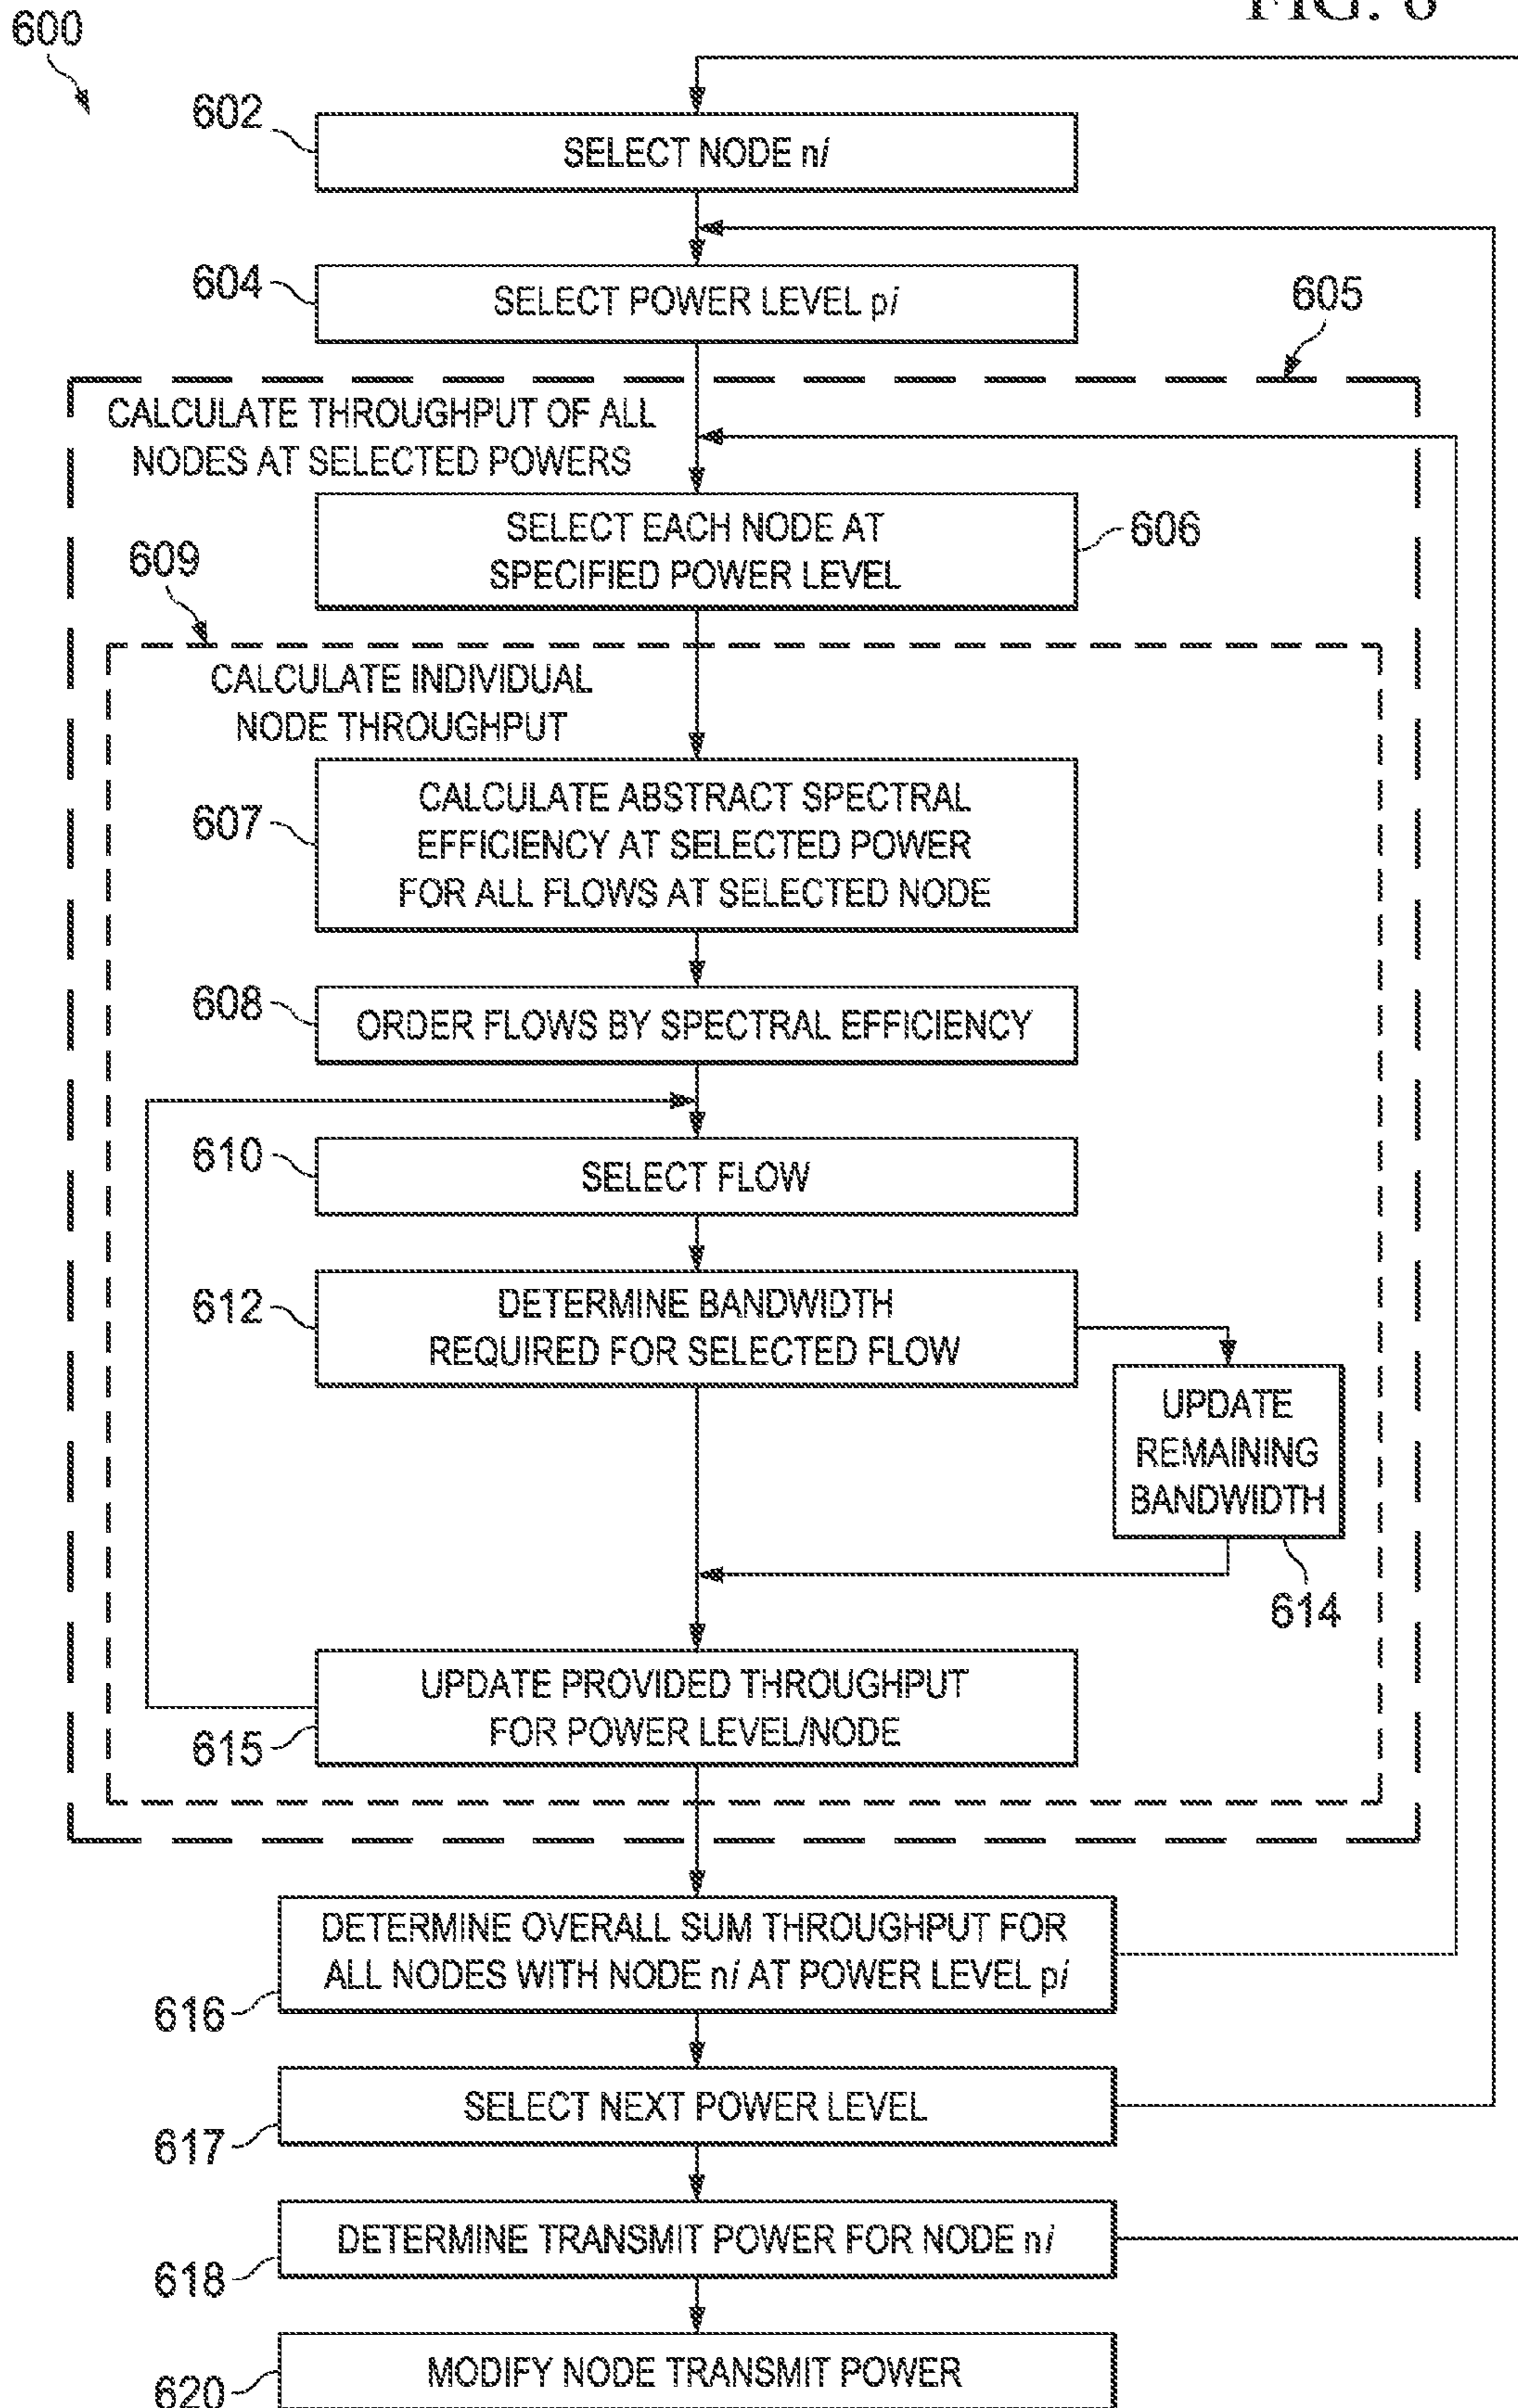 FIG. 6
600
602
SELECT NODE ni
604
SELECT POWER LEVEL pi
605
CALCULATE THROUGHPUT OF ALL
NODES AT SELECTED POWERS
SELECT EACH NODE AT
SPECIFIED POWER LEVEL
606
609
CALCULATE INDIVIDUAL
NODE THROUGHPUT
607
CALCULATE ABSTRACT SPECTRAL
EFFICIENCY AT SELECTED POWER
FOR ALL FLOWS AT SELECTED NODE
608
ORDER FLOWS BY SPECTRAL EFFICIENCY
610
SELECT FLOW
612
DETERMINE BANDWIDTH
REQUIRED FOR SELECTED FLOW
UPDATE
REMAINING
BANDWIDTH
614
UPDATE PROVIDED THROUGHPUT
FOR POWER LEVEL/NODE
615
DETERMINE OVERALL SUM THROUGHPUT FOR
ALL NODES WITH NODE ni AT POWER LEVEL pi
616
SELECT NEXT POWER LEVEL
617
DETERMINE TRANSMIT POWER FOR NODE ni
618
MODIFY NODE TRANSMIT POWER
620